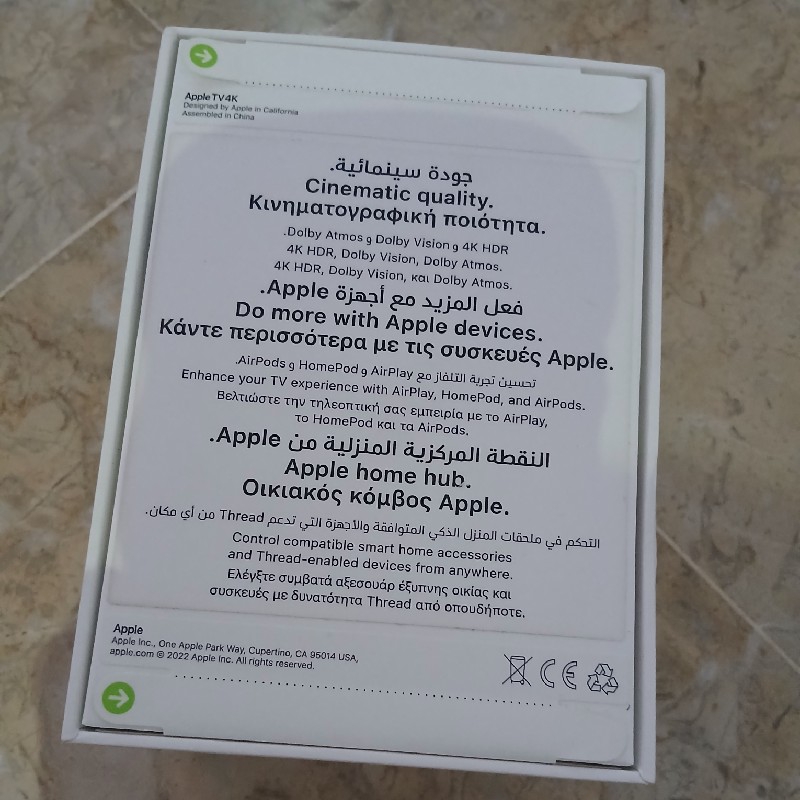 Apple TV4K
Designed by Apple in California
Assembled in China
جودة سينمائية.
Cinematic quality.
Κινηματογραφική ποιότητα.
4K HDR و Dolby Vision و Dolby Atmos.
4K HDR, Dolby Vision, Dolby Atmos.
4K HDR, Dolby Vision, και Dolby Atmos.
فعل المزيد مع أجهزة Apple.
Do more with Apple devices.
Κάντε περισσότερα με τις συσκευές Apple.
تحسين تجربة التلفاز مع AirPlay و HomePod و AirPods.
Enhance your TV experience with AirPlay, HomePod, and AirPods.
Βελτιώστε την τηλεοπτική σας εμπειρία με το AirPlay,
το HomePod και τα AirPods.
النقطة المركزية المنزلية من Apple.
Apple home hub.
Οικιακός κόμβος Apple.
التحكم في ملحقات المنزل الذكي المتوافقة والأجهزة التي تدعم Thread من أي مكان.
Control compatible smart home accessories
and Thread-enabled devices from anywhere.
Ελέγξτε συμβατά αξεσουάρ έξυπνης οικίας και
συσκευές με δυνατότητα Thread από οπουδήποτε.
Apple
Apple Inc., One Apple Park Way, Cupertino, CA 95014 USA,
apple.com © 2022 Apple Inc. All rights reserved.
CE